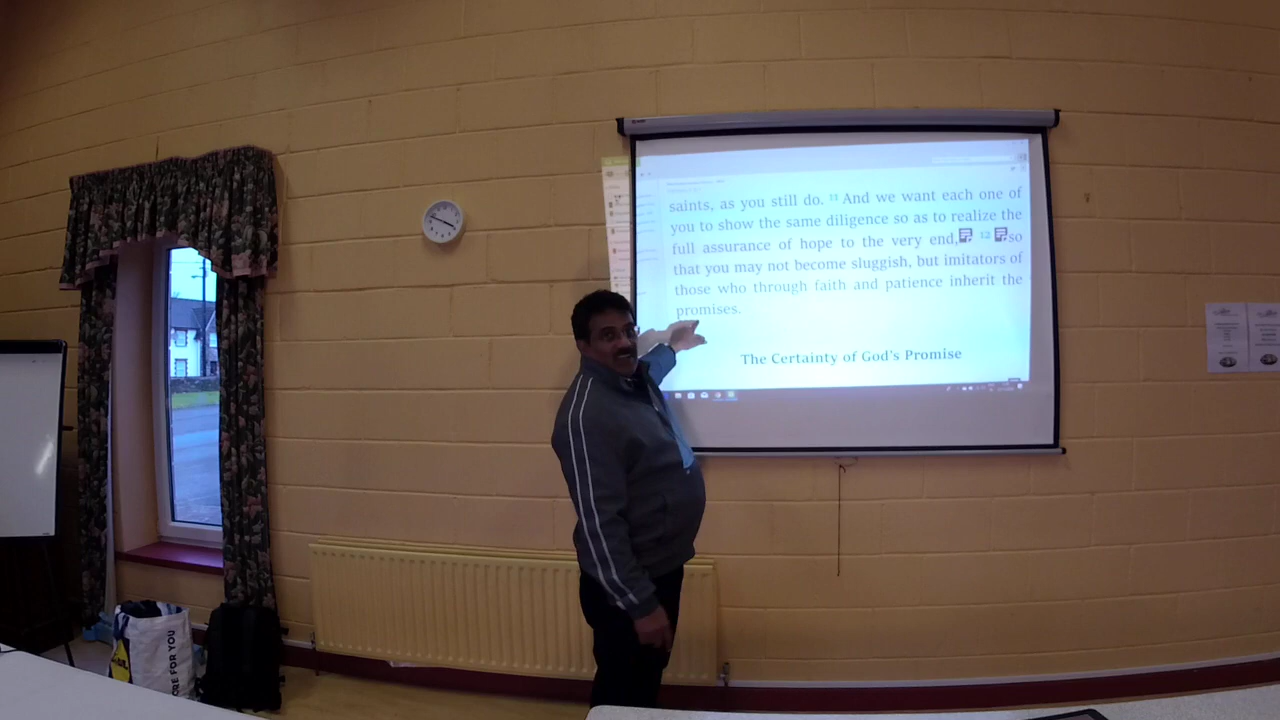 saints, as you still do. 11 And we want each one of
you to show the same diligence so as to realize the
full assurance of hope to the very end, 12 so
that you may not become sluggish, but imitators of
those who through faith and patience inherit the
promises.
The Certainty of God's Promise
RE FOR YOU